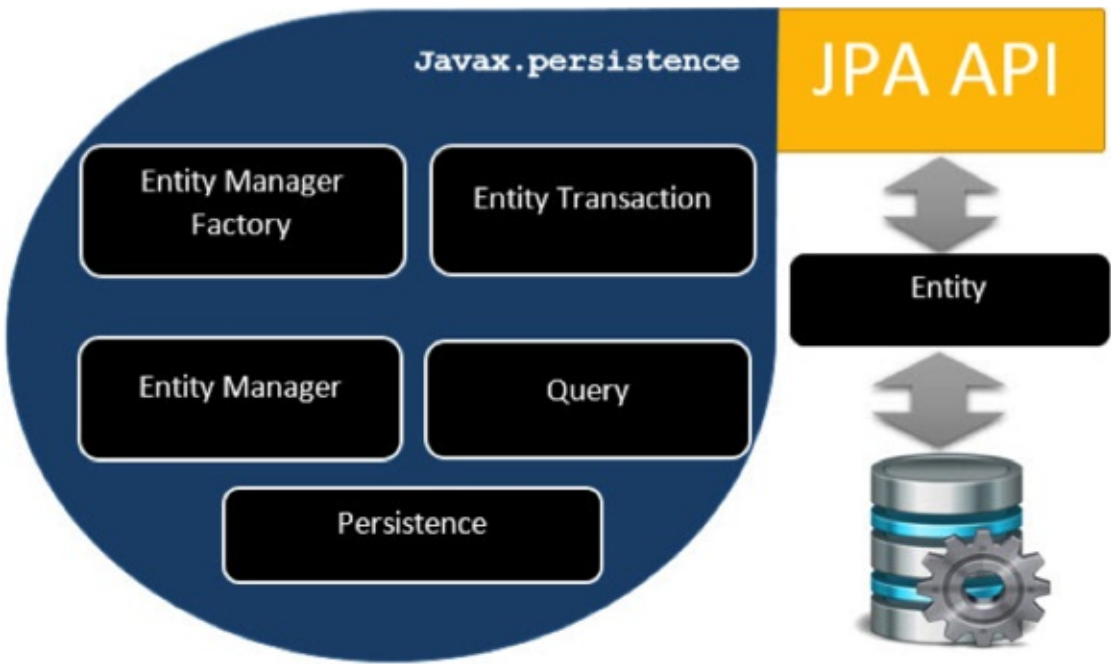 Javax.persistence
JPA API
Entity Manager
Factory
Entity Transaction
Entity
Entity Manager
Query
Persistence